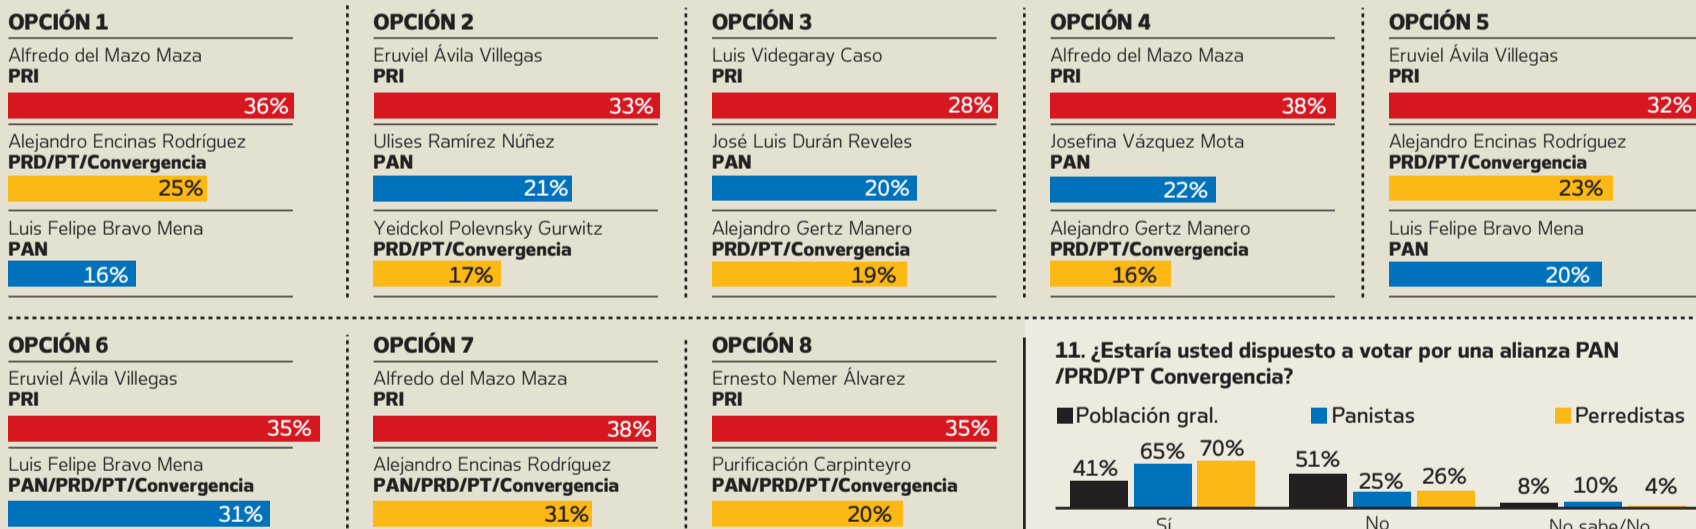 OPCIÓN 1
Alfredo del Mazo Maza
PRI
36%
Alejandro Encinas Rodríguez
PRD/PT/Convergencia
25%
Luis Felipe Bravo Mena
PAN
16%
OPCIÓN 2
Eruviel Ávila Villegas
PRI
33%
Ulises Ramírez Núñez
PAN
21%
Yeidckol Polevnsky Gurwitz
PRD/PT/Convergencia
17%
OPCIÓN 3
Luis Videgaray Caso
PRI
28%
José Luis Durán Reveles
PAN
20%
Alejandro Gertz Manero
PRD/PT/Convergencia
19%
OPCIÓN 4
Alfredo del Mazo Maza
PRI
38%
Josefina Vázquez Mota
PAN
22%
Alejandro Gertz Manero
PRD/PT/Convergencia
16%
OPCIÓN 5
Eruviel Ávila Villegas
PRI
32%
Alejandro Encinas Rodríguez
PRD/PT/Convergencia
23%
Luis Felipe Bravo Mena
PAN
20%
OPCIÓN 6
Eruviel Ávila Villegas
PRI
35%
Luis Felipe Bravo Mena
PAN/PRD/PT/Convergencia
31%
OPCIÓN 7
Alfredo del Mazo Maza
PRI
38%
Alejandro Encinas Rodríguez
PAN/PRD/PT/Convergencia
31%
OPCIÓN 8
Ernesto Nemer Álvarez
PRI
35%
Purificación Carpinteyro
PAN/PRD/PT/Convergencia
20%
11. ¿Estaría usted dispuesto a votar por una alianza PAN
/PRD/PT Convergencia?
Población gral. Panistas Perredistas
41% 65% 70% 51% 25% 26% 8% 10% 4%
Sí No No sabe/No